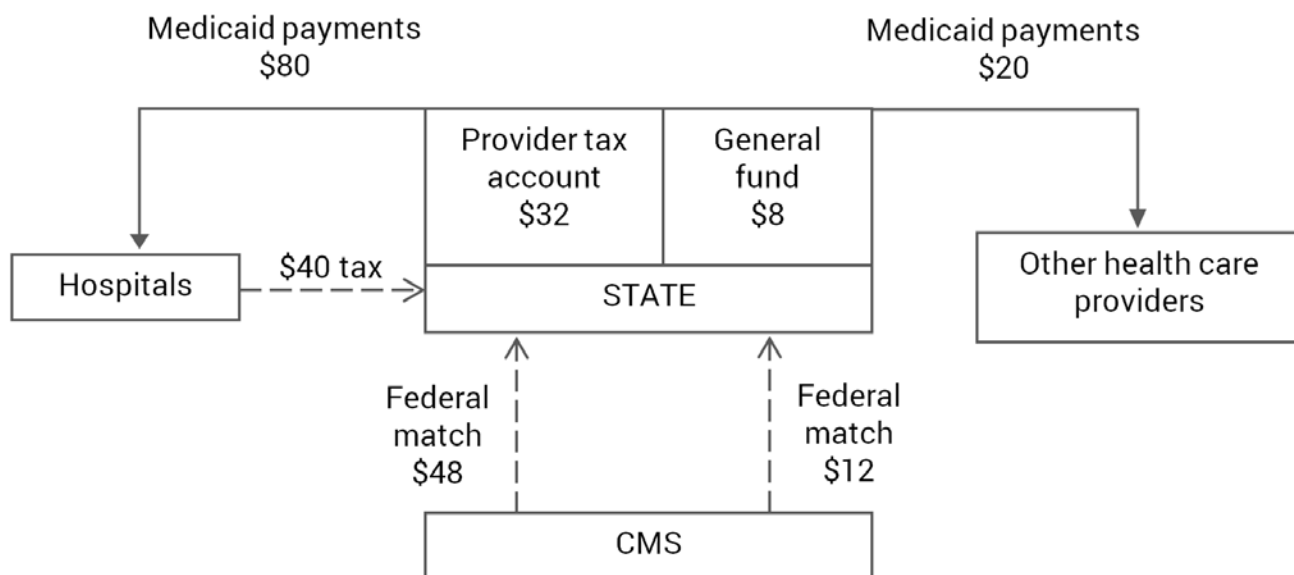 Medicaid payments
$80
Medicaid payments
$20
Provider tax
account
$32
General
fund
$8
Hospitals
$40 tax
STATE
Other health care
providers
Federal
match
$48
Federal
match
$12
CMS